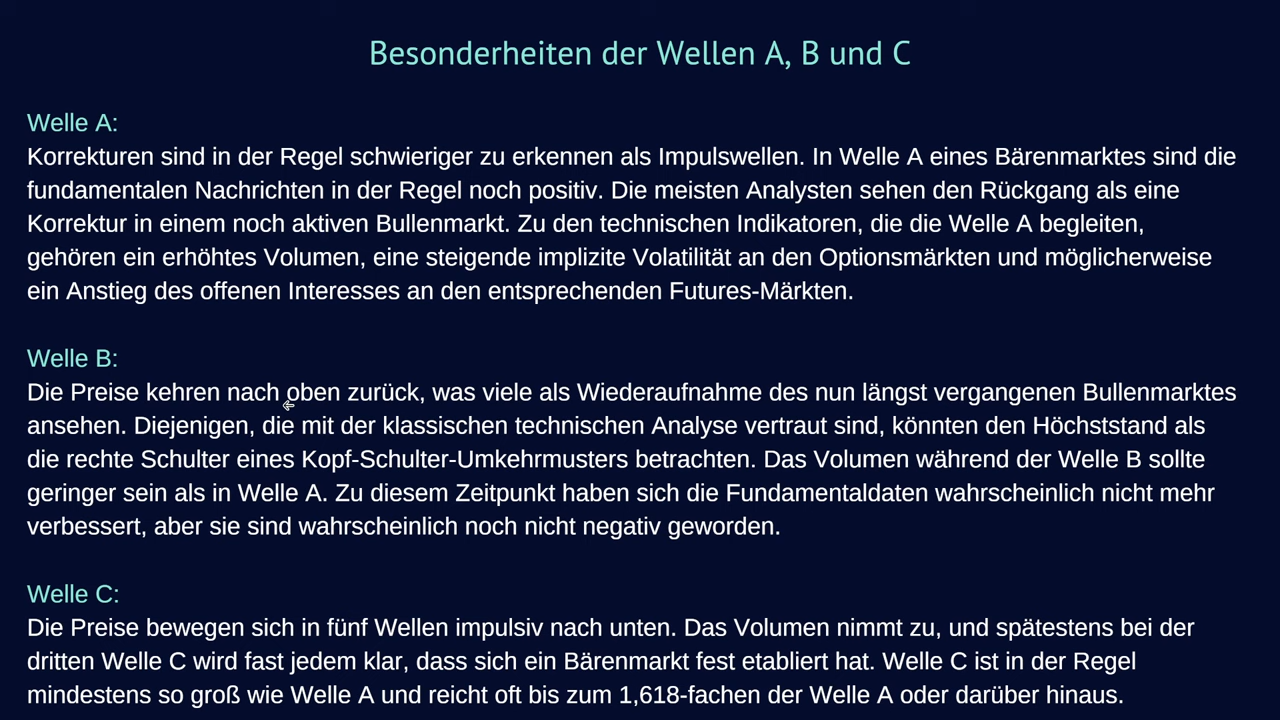 Besonderheiten der Wellen A, B und C
Welle A:
Korrekturen sind in der Regel schwieriger zu erkennen als Impulswellen. In Welle A eines Bärenmarktes sind die
fundamentalen Nachrichten in der Regel noch positiv. Die meisten Analysten sehen den Rückgang als eine
Korrektur in einem noch aktiven Bullenmarkt. Zu den technischen Indikatoren, die die Welle A begleiten,
gehören ein erhöhtes Volumen, eine steigende implizite Volatilität an den Optionsmärkten und möglicherweise
ein Anstieg des offenen Interesses an den entsprechenden Futures-Märkten.
Welle B:
Die Preise kehren nach oben zurück, was viele als Wiederaufnahme des nun längst vergangenen Bullenmarktes
ansehen. Diejenigen, die mit der klassischen technischen Analyse vertraut sind, könnten den Höchststand als
die rechte Schulter eines Kopf-Schulter-Umkehrmusters betrachten. Das Volumen während der Welle B sollte
geringer sein als in Welle A. Zu diesem Zeitpunkt haben sich die Fundamentaldaten wahrscheinlich nicht mehr
verbessert, aber sie sind wahrscheinlich noch nicht negativ geworden.
Welle C:
Die Preise bewegen sich in fünf Wellen impulsiv nach unten. Das Volumen nimmt zu, und spätestens bei der
dritten Welle C wird fast jedem klar, dass sich ein Bärenmarkt fest etabliert hat. Welle C ist in der Regel
mindestens so groß wie Welle A und reicht oft bis zum 1,618-fachen der Welle A oder darüber hinaus.